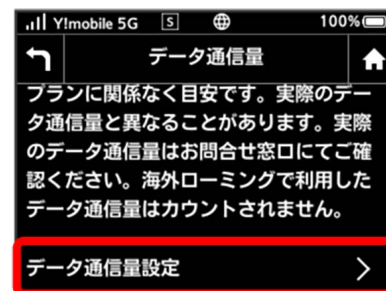 Y!mobile 5G S 100%
データ通信量
プランに関係なく目安です。実際のデー
タ通信量と異なることがあります。実際
のデータ通信量はお問合せ窓口にてご確
認ください。海外ローミングで利用した
データ通信量はカウントされません。
データ通信量設定